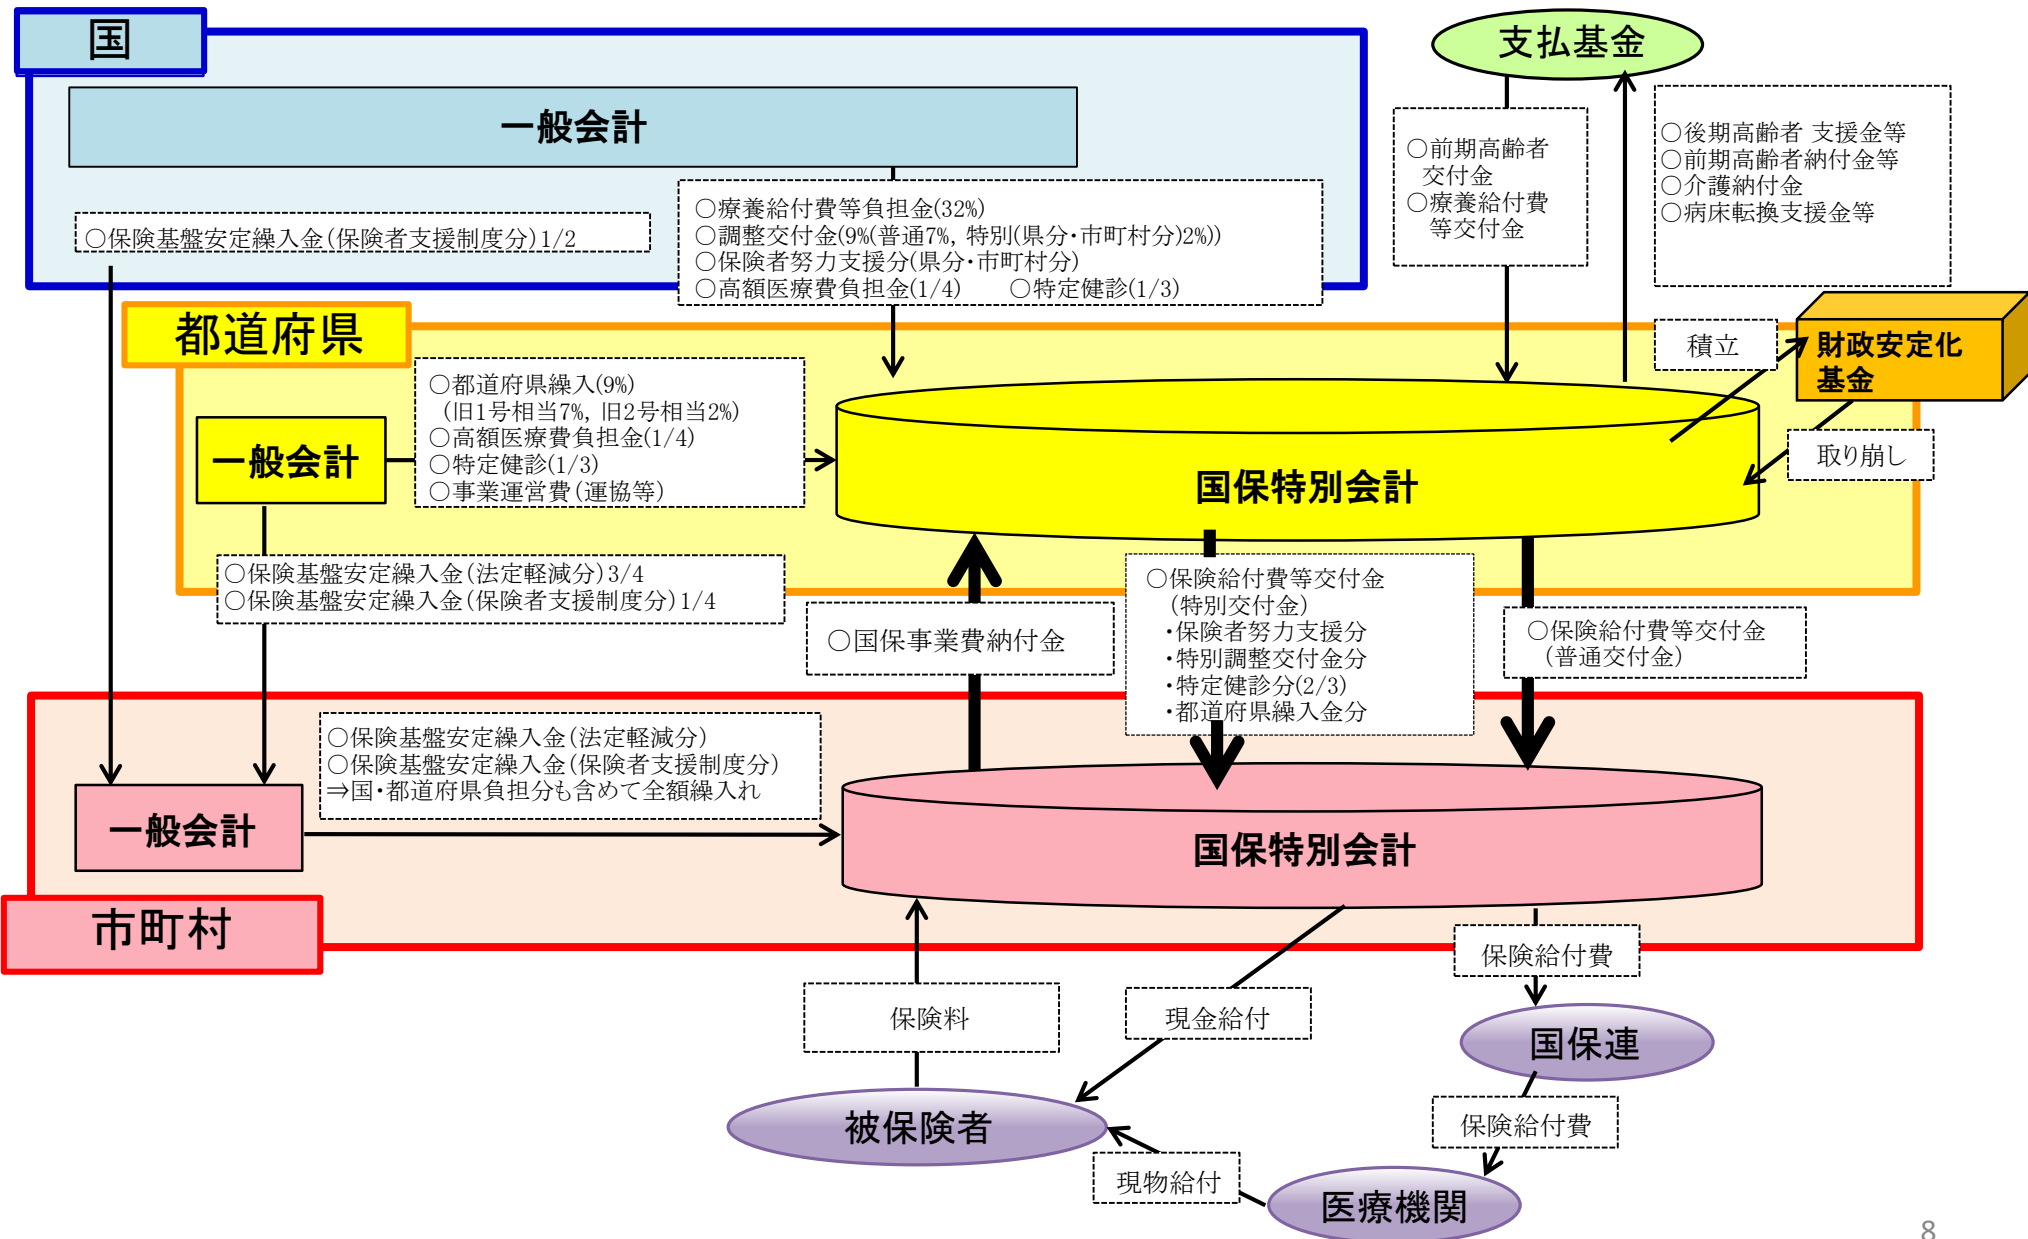 国
一般会計
○保険基盤安定繰入金(保険者支援制度分)1/2
○療養給付費等負担金(32%)
○調整交付金(9%(普通7%, 特別(県分・市町村分)2%))
○保険者努力支援分(県分・市町村分)
○高額医療費負担金(1/4)　○特定健診(1/3)
支払基金
○前期高齢者
交付金
○療養給付費
等交付金
○後期高齢者 支援金等
○前期高齢者納付金等
○介護納付金
○病床転換支援金等
都道府県
一般会計
○都道府県繰入(9%)
(旧1号相当7%, 旧2号相当2%)
○高額医療費負担金(1/4)
○特定健診(1/3)
○事業運営費(運協等)
国保特別会計
積立
財政安定化
基金
取り崩し
○保険基盤安定繰入金(法定軽減分)3/4
○保険基盤安定繰入金(保険者支援制度分)1/4
○国保事業費納付金
○保険給付費等交付金
(特別交付金)
・保険者努力支援分
・特別調整交付金分
・特定健診分(2/3)
・都道府県繰入金分
○保険給付費等交付金
(普通交付金)
○保険基盤安定繰入金(法定軽減分)
○保険基盤安定繰入金(保険者支援制度分)
⇒国・都道府県負担分も含めて全額繰入れ
一般会計
国保特別会計
市町村
保険料
現金給付
保険給付費
国保連
被保険者
保険給付費
現物給付
医療機関
8